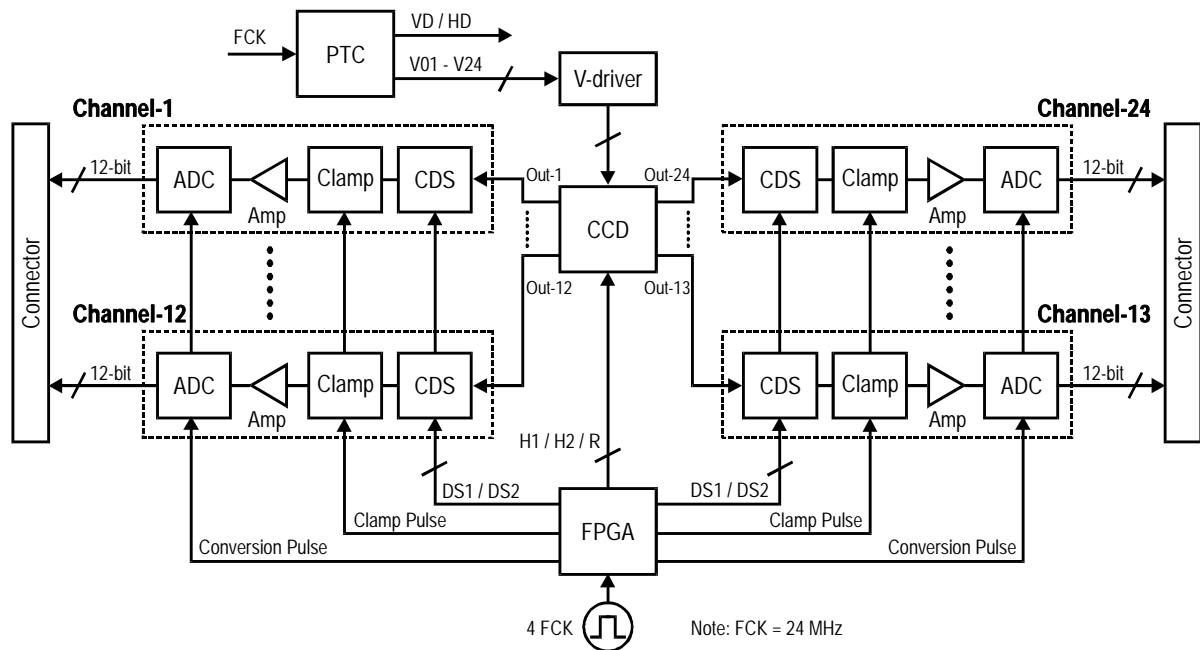 FCK
PTC
VD / HD
V01 - V24
V-driver
Channel-1
Channel-24
Connector
12-bit
ADC
Amp
Clamp
CDS
Out-1
Out-24
CCD
CDS
Clamp
Amp
ADC
12-bit
Connector
Out-12
Out-13
Channel-12
Channel-13
12-bit
ADC
Amp
Clamp
CDS
CDS
Clamp
Amp
ADC
12-bit
H1 / H2 / R
DS1 / DS2
DS1 / DS2
Clamp Pulse
FPGA
Clamp Pulse
Conversion Pulse
Conversion Pulse
4 FCK
Note: FCK = 24 MHz